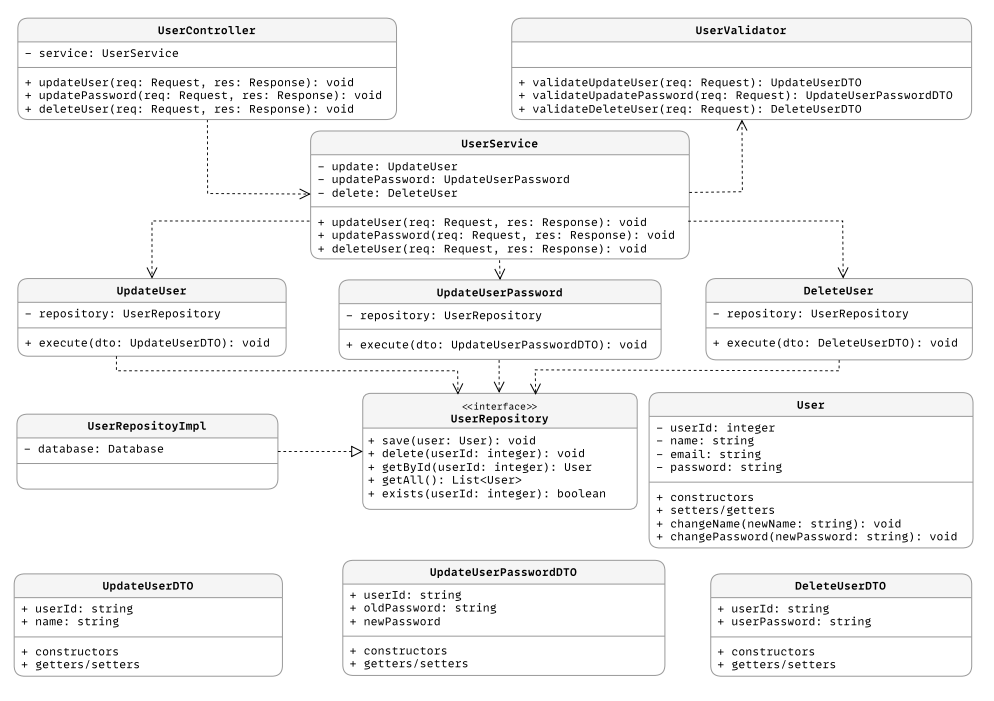 UserController
– service: UserService
+ updateUser(req: Request, res: Response): void
+ updatePassword(req: Request, res: Response): void
+ deleteUser(req: Request, res: Response): void
UserValidator
+ validateUpdateUser(req: Request): UpdateUserDTO
+ validateUpadatePassword(req: Request): UpdateUserPasswordDTO
+ validateDeleteUser(req: Request): DeleteUserDTO
UserService
– update: UpdateUser
– updatePassword: UpdateUserPassword
– delete: DeleteUser
+ updateUser(req: Request, res: Response): void
+ updatePassword(req: Request, res: Response): void
+ deleteUser(req: Request, res: Response): void
UpdateUser
– repository: UserRepository
+ execute(dto: UpdateUserDTO): void
UpdateUserPassword
– repository: UserRepository
+ execute(dto: UpdateUserPasswordDTO): void
DeleteUser
– repository: UserRepository
+ execute(dto: DeleteUserDTO): void
UserRepositoyImpl
– database: Database
<<interface>>
UserRepository
+ save(user: User): void
+ delete(userId: integer): void
+ getById(userId: integer): User
+ getAll(): List<User>
+ exists(userId: integer): boolean
User
– userId: integer
– name: string
– email: string
– password: string
+ constructors
+ setters/getters
+ changeName(newName: string): void
+ changePassword(newPassword: string): void
UpdateUserDTO
+ userId: string
+ name: string
+ constructors
+ getters/setters
UpdateUserPasswordDTO
+ userId: string
+ oldPassword: string
+ newPassword
+ constructors
+ getters/setters
DeleteUserDTO
+ userId: string
+ userPassword: string
+ constructors
+ getters/setters